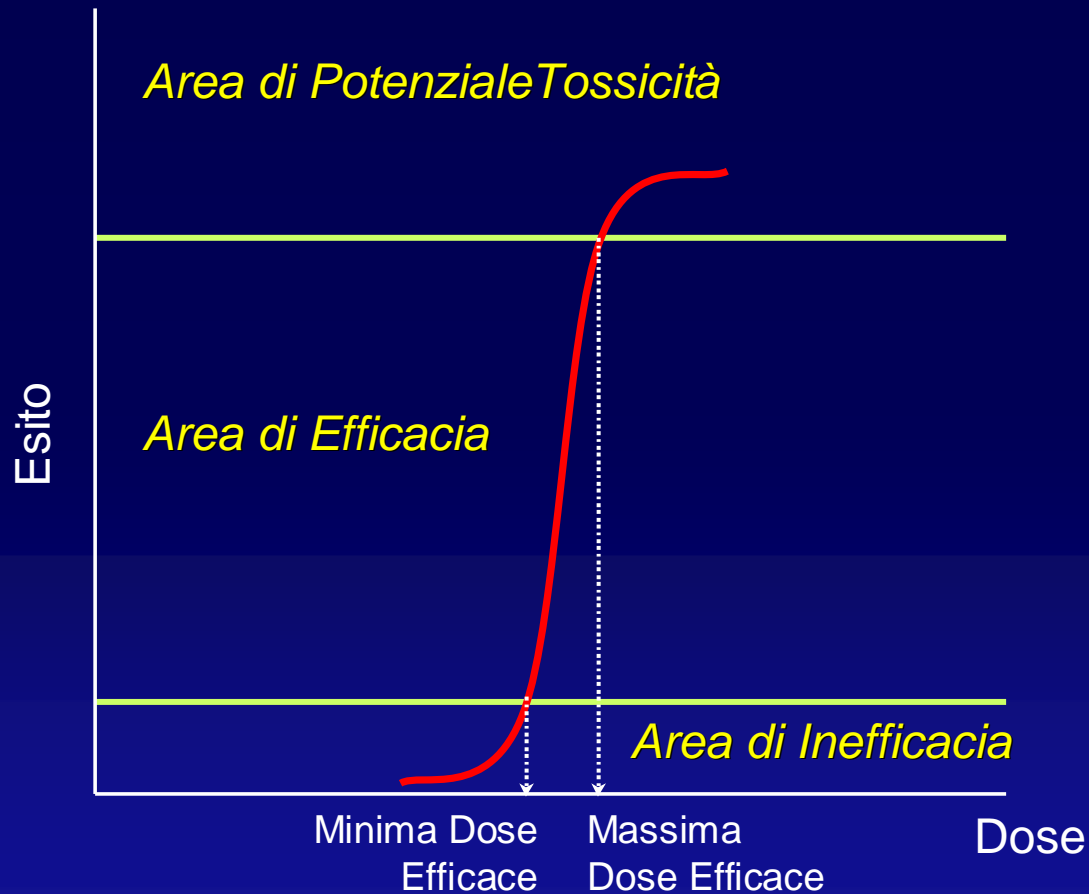 Area di PotenzialeTossicità
Esito
Area di Efficacia
Area di Inefficacia
Minima Dose
Efficace
Massima
Dose Efficace
Dose